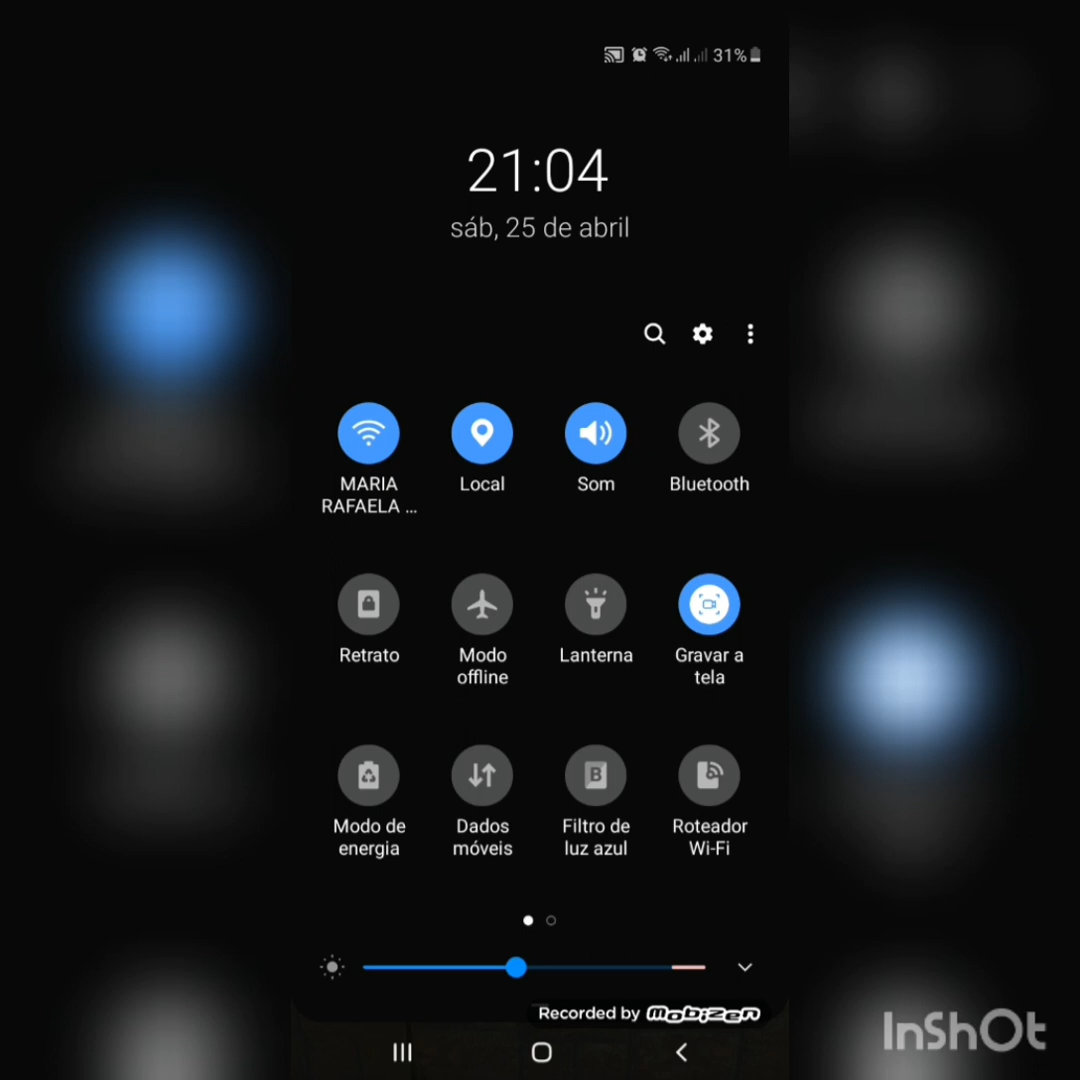 31%
21:04
sáb, 25 de abril
MARIA
RAFAELA ...
Local
Som
Bluetooth
Retrato
Modo
offline
Lanterna
Gravar a
tela
Modo de
energia
Dados
móveis
B
Filtro de
luz azul
Roteador
Wi-Fi
Recorded by Mobizen
InShOt